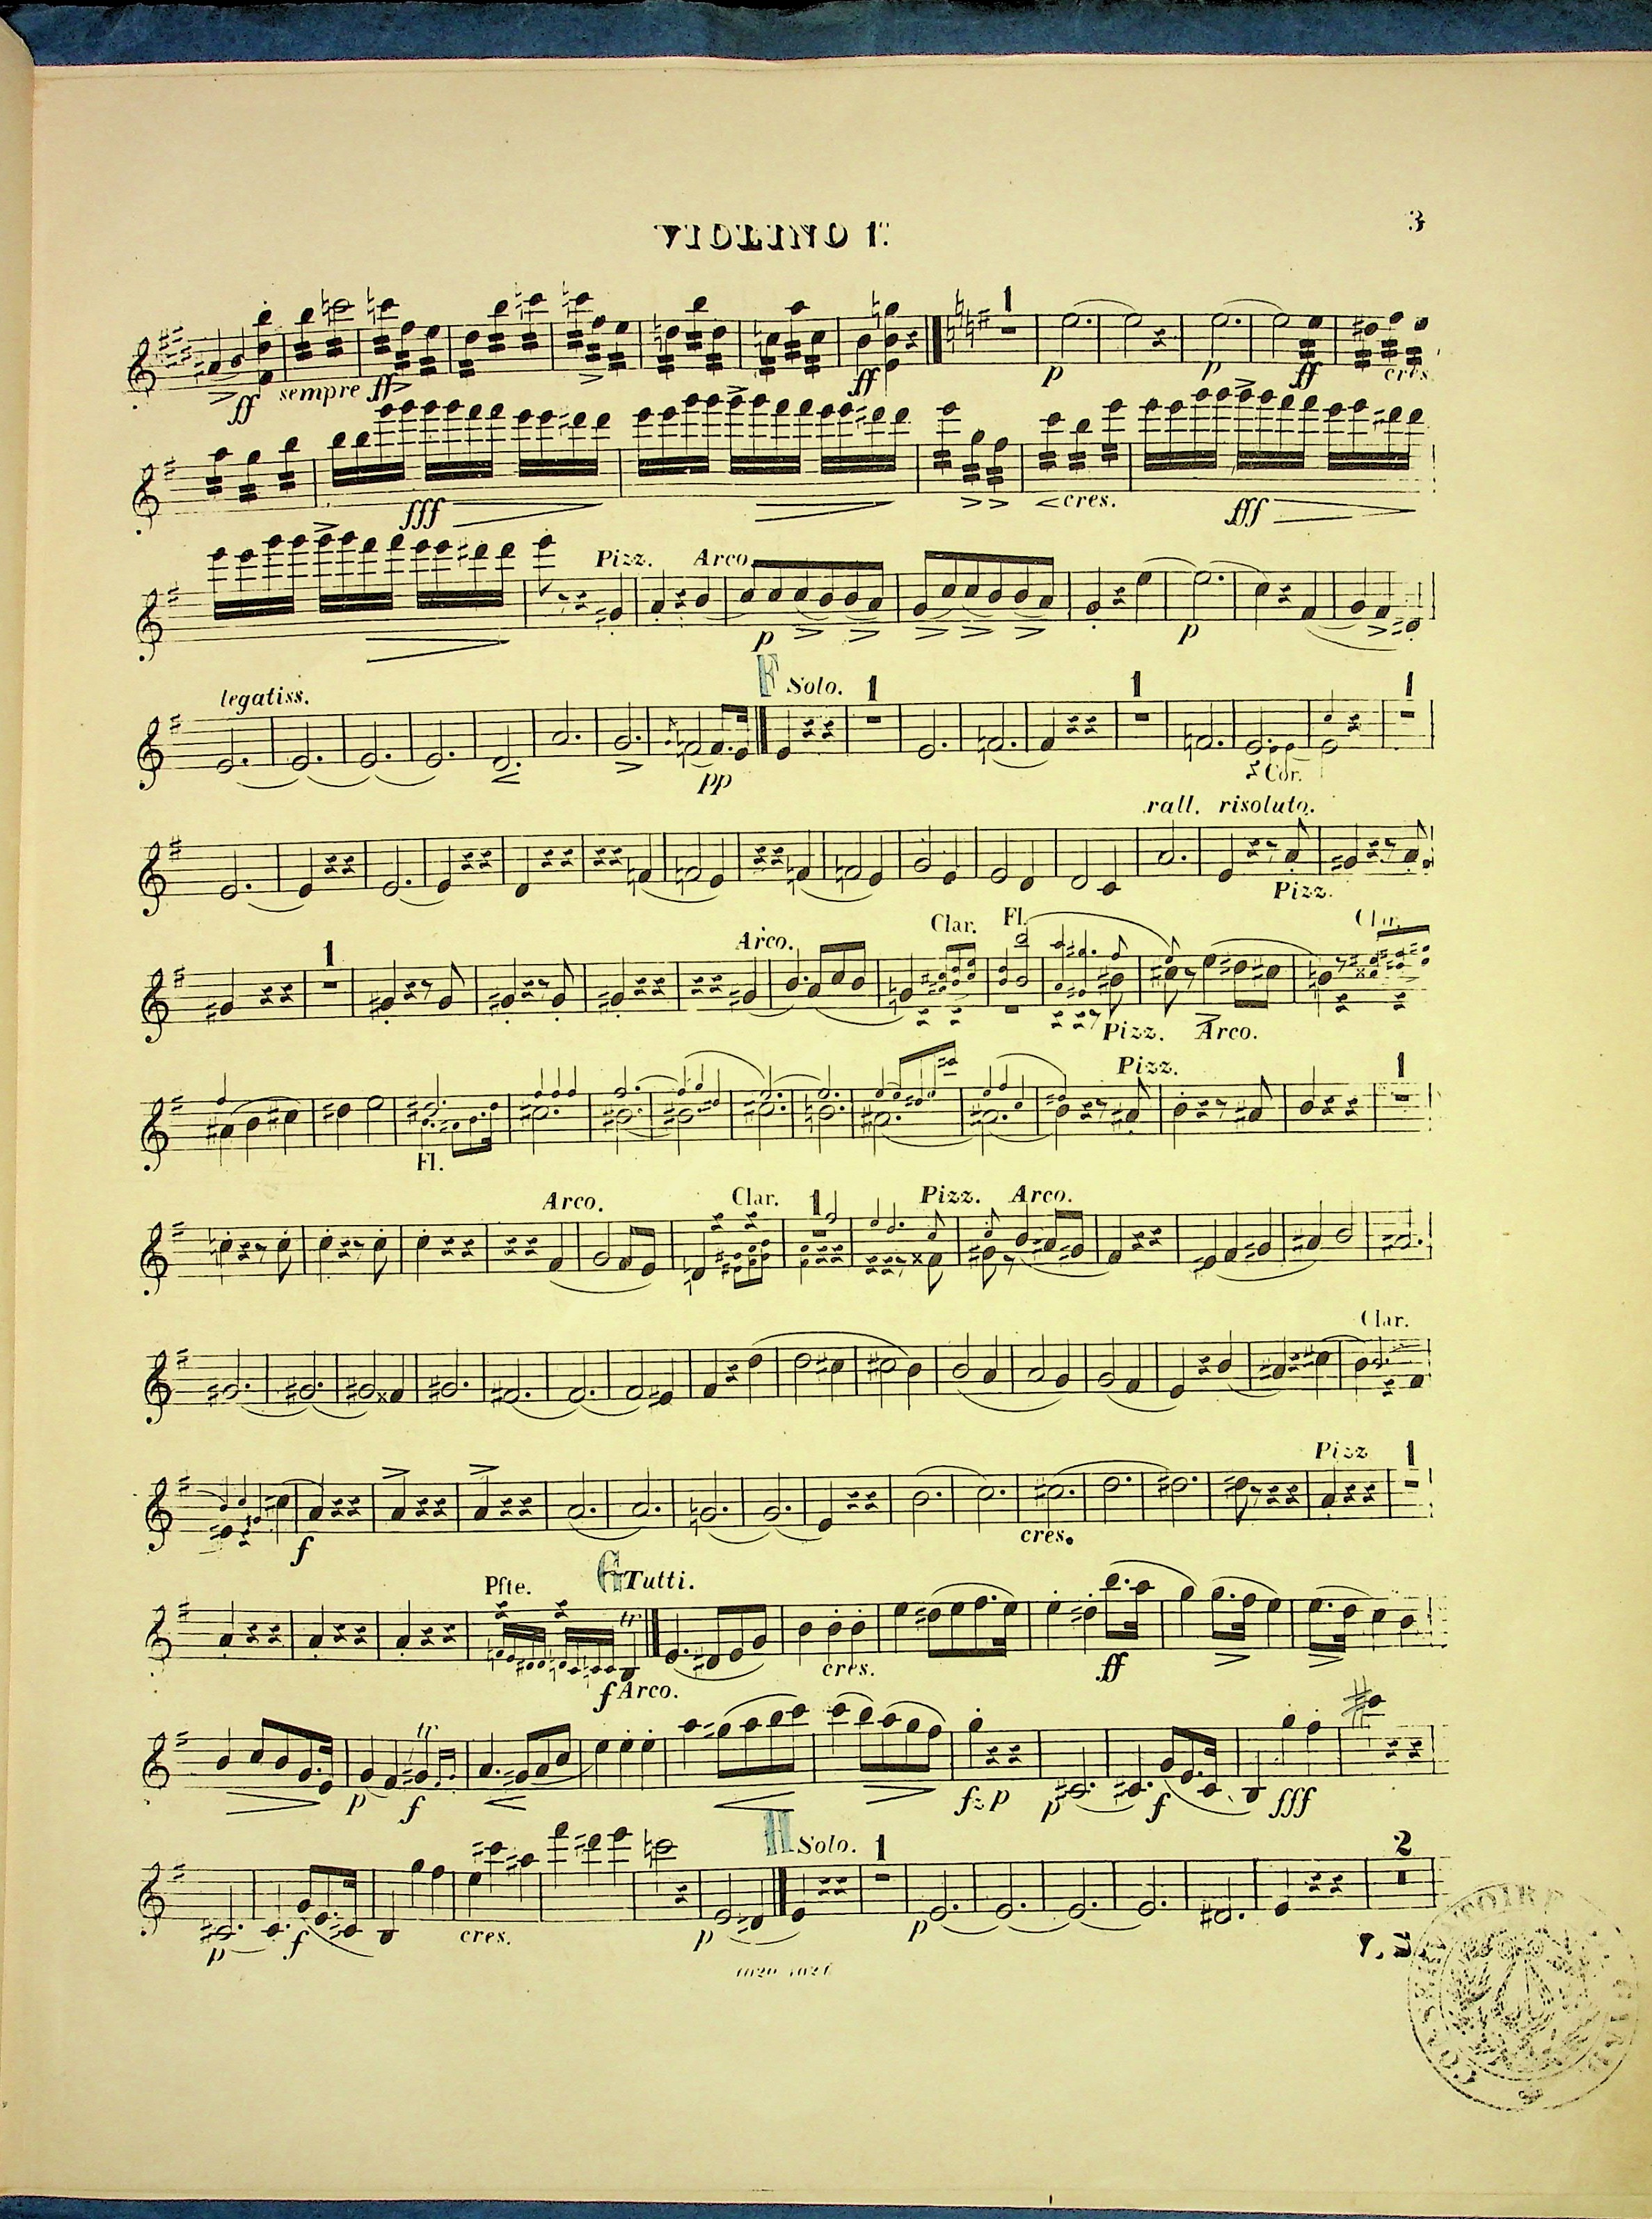 VIOLINO 1º.
3
1
ff sempre ff ff p p ff cres.
fff cres. fff
Pizz. Arco.
p p
legatiss. F Solo. 1 1 1
pp Cor.
rall. risoluto.
Pizz.
1 Arco. Clar. Fl. Clar.
Pizz. Arco.
Pizz. 1
Fl.
Arco. Clar. 1 Pizz. Arco.
Clar.
Pizz 1
f cres.
Pfte. G Tutti.
tr
f Arco. cres. ff
tr
p f fz p p f fff
H Solo. 1 2
p f cres. p p
1020 1021